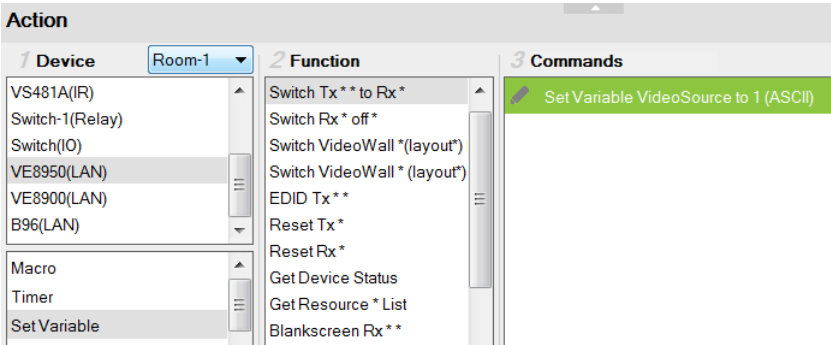 Action
1 Device
Room-1
2 Function
3 Commands
VS481A(IR)
Switch-1(Relay)
Switch(IO)
VE8950(LAN)
VE8900(LAN)
B96(LAN)
Macro
Timer
Set Variable
Switch Tx * * to Rx *
Switch Rx * off *
Switch VideoWall *(layout*)
Switch VideoWall * (layout*)
EDID Tx * *
Reset Tx *
Reset Rx *
Get Device Status
Get Resource * List
Blankscreen Rx * *
Set Variable VideoSource to 1 (ASCII)